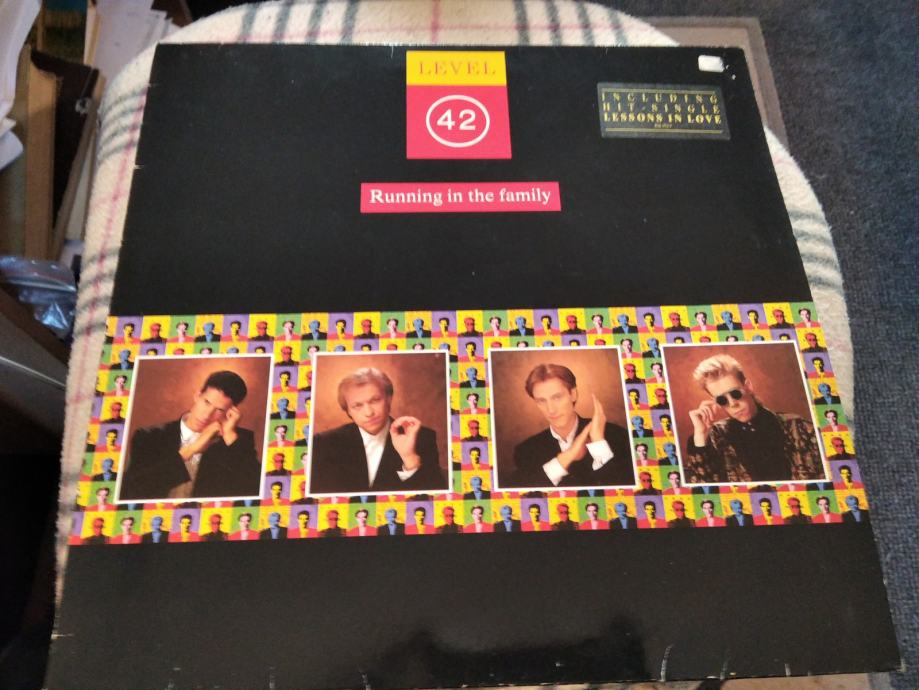 LEVEL
42
INCLUDING
HIT-SINGLE
LESSONS IN LOVE
Running in the family